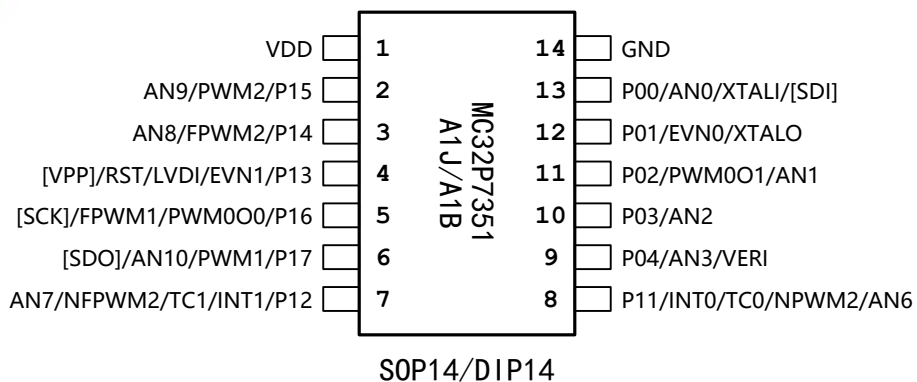 VDD 1 14 GND
AN9/PWM2/P15 2 13 P00/AN0/XTALI/[SDI]
AN8/FPWM2/P14 3 12 P01/EVN0/XTALO
[VPP]/RST/LVDI/EVN1/P13 4 11 P02/PWM0O1/AN1
[SCK]/FPWM1/PWM0O0/P16 5 10 P03/AN2
[SDO]/AN10/PWM1/P17 6 9 P04/AN3/VERI
AN7/NFPWM2/TC1/INT1/P12 7 8 P11/INT0/TC0/NPWM2/AN6
MC32P7351
A1J/A1B
SOP14/DIP14